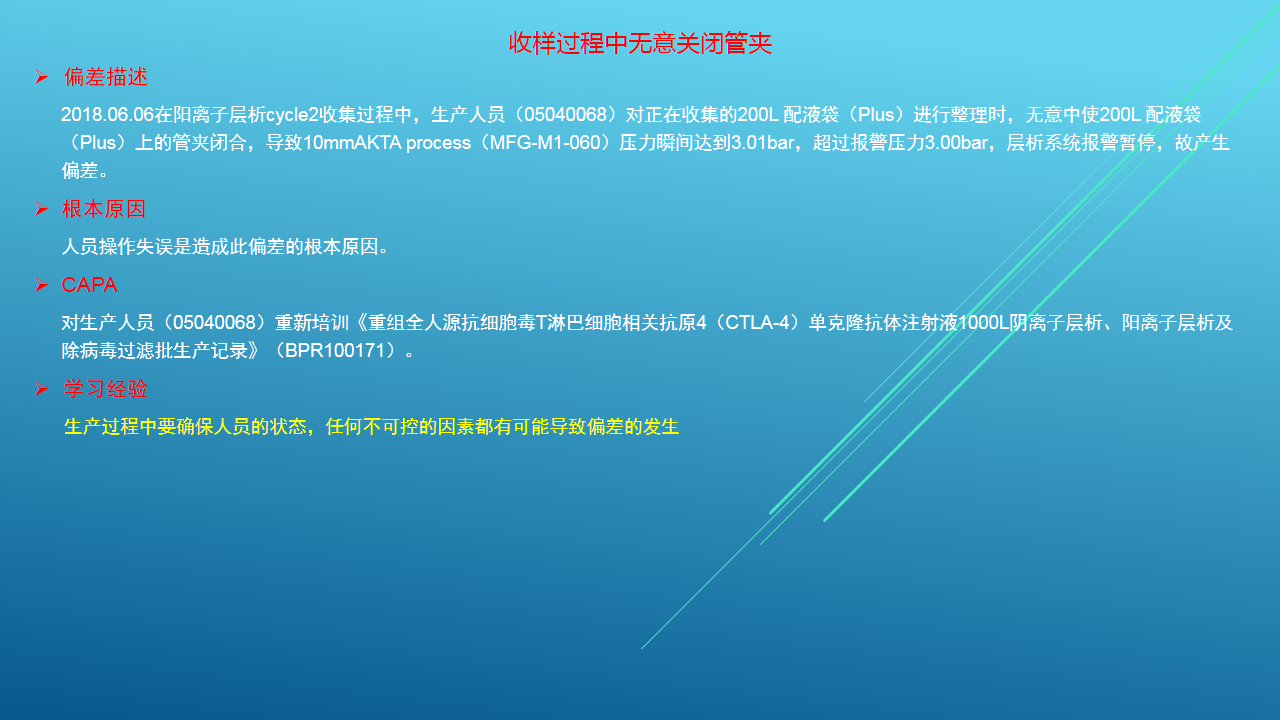 收样过程中无意关闭管夹
偏差描述
2018.06.06在阳离子层析cycle2收集过程中，生产人员（05040068）对正在收集的200L 配液袋（Plus）进行整理时，无意中使200L 配液袋
（Plus）上的管夹闭合，导致10mmAKTA process（MFG-M1-060）压力瞬间达到3.01bar，超过报警压力3.00bar，层析系统报警暂停，故产生
偏差。
根本原因
人员操作失误是造成此偏差的根本原因。
CAPA
对生产人员（05040068）重新培训《重组全人源抗细胞毒T淋巴细胞相关抗原4（CTLA-4）单克隆抗体注射液1000L阴离子层析、阳离子层析及
除病毒过滤批生产记录》（BPR100171）。
学习经验
生产过程中要确保人员的状态，任何不可控的因素都有可能导致偏差的发生